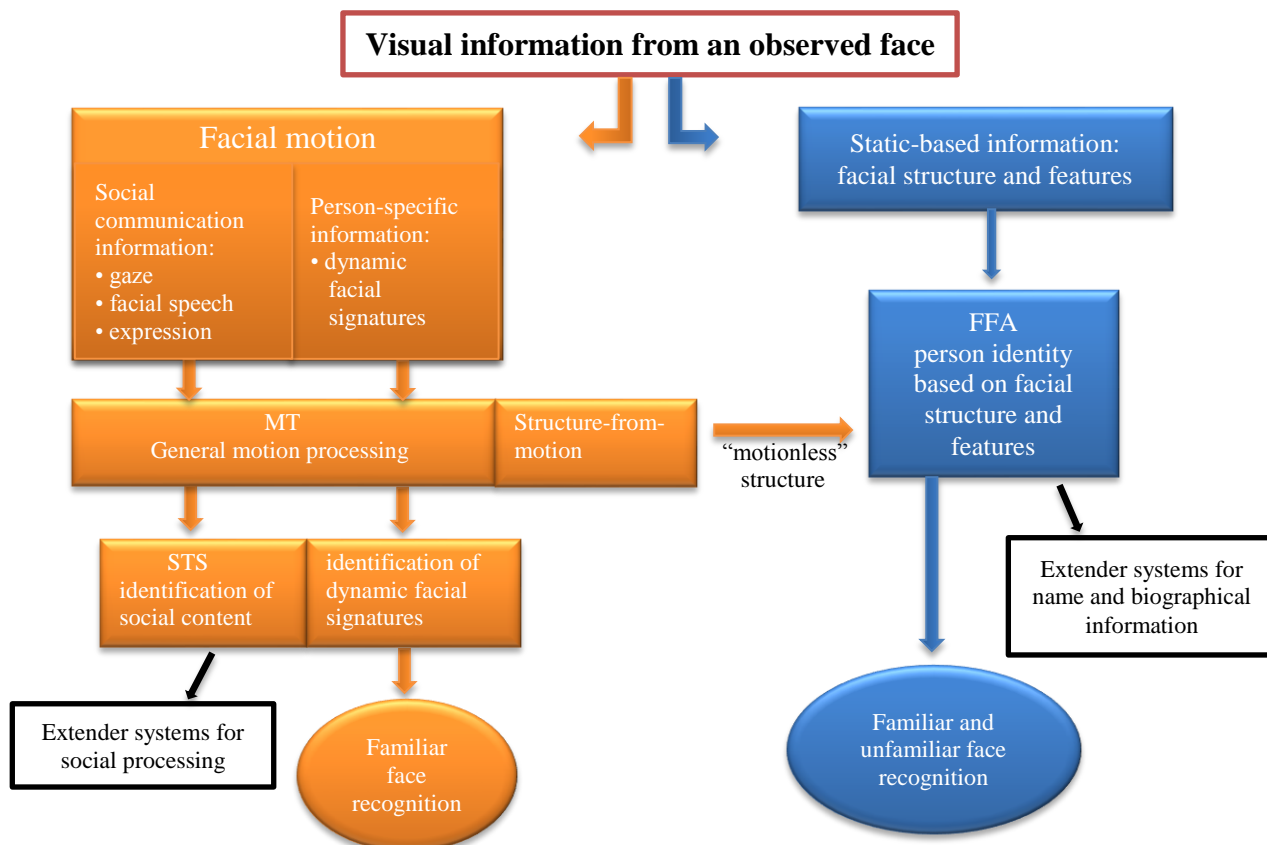 Visual information from an observed face
Facial motion
Social
communication
information:
• gaze
• facial speech
• expression
Person-specific
information:
• dynamic
facial
signatures
Static-based information:
facial structure and features
MT
General motion processing
Structure-from-
motion
“motionless”
structure
FFA
person identity
based on facial
structure and
features
STS
identification of
social content
identification of
dynamic facial
signatures
Extender systems for
name and biographical
information
Extender systems for
social processing
Familiar
face
recognition
Familiar and
unfamiliar face
recognition